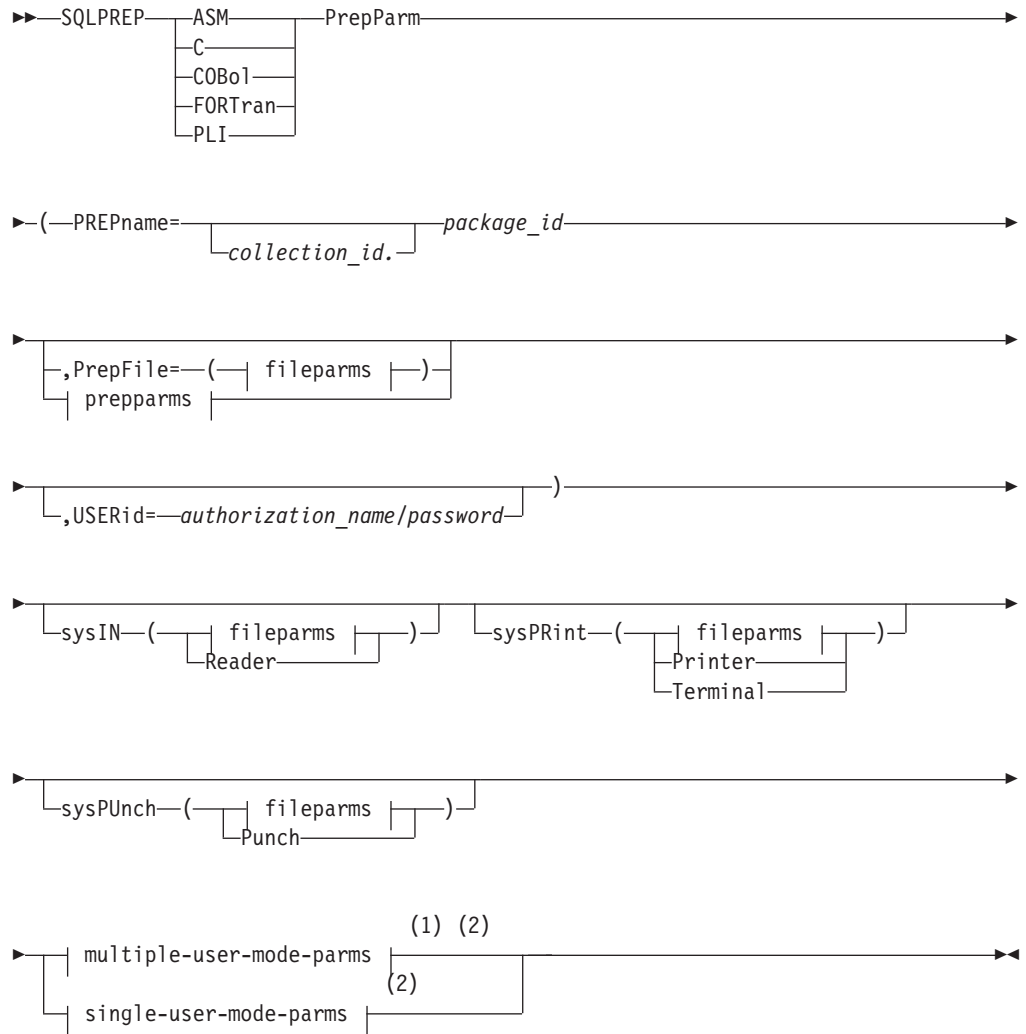 SQLPREP ASM PrepParm
C
COBol
FORTran
PLI
( PREPname= package_id
collection_id.
,PrepFile= ( fileparms )
prepparms
)
,USERid= authorization_name/password
sysIN ( fileparms ) sysPRint ( fileparms )
Reader Printer
Terminal
sysPUnch ( fileparms )
Punch
(1) (2)
multiple-user-mode-parms
(2)
single-user-mode-parms